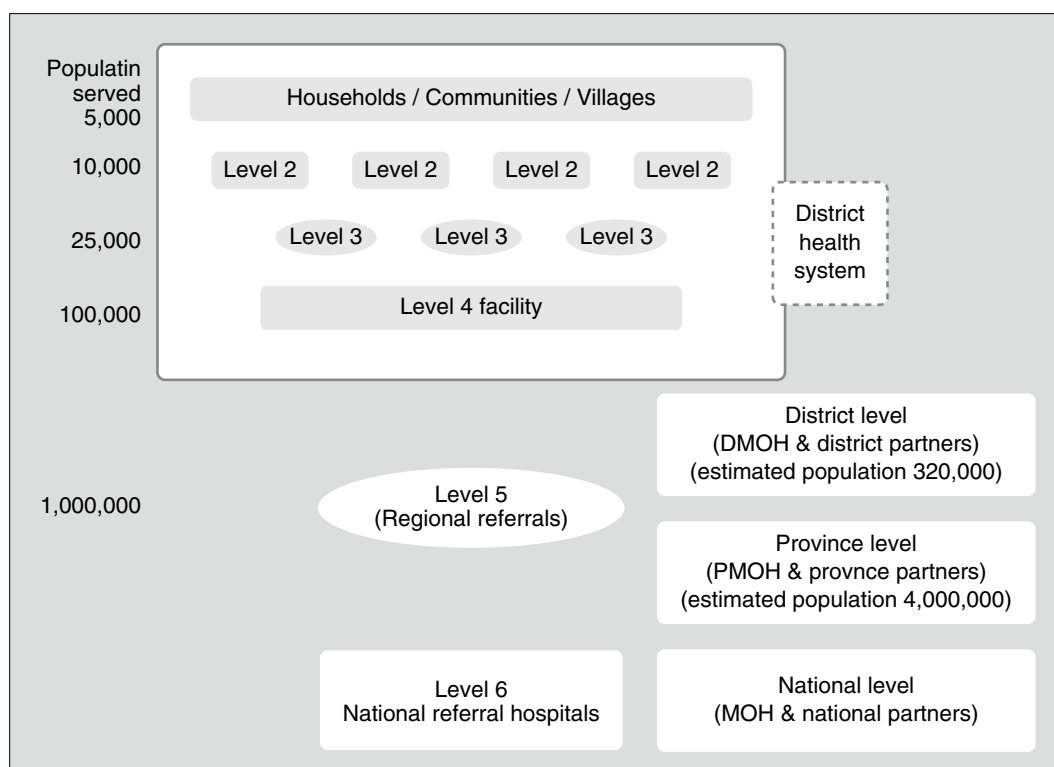 Populatin
served
5,000
Households / Communities / Villages
10,000
Level 2
Level 2
Level 2
Level 2
25,000
Level 3
Level 3
Level 3
100,000
Level 4 facility
District
health
system
District level
(DMOH & district partners)
(estimated population 320,000)
1,000,000
Level 5
(Regional referrals)
Province level
(PMOH & provnce partners)
(estimated population 4,000,000)
Level 6
National referral hospitals
National level
(MOH & national partners)